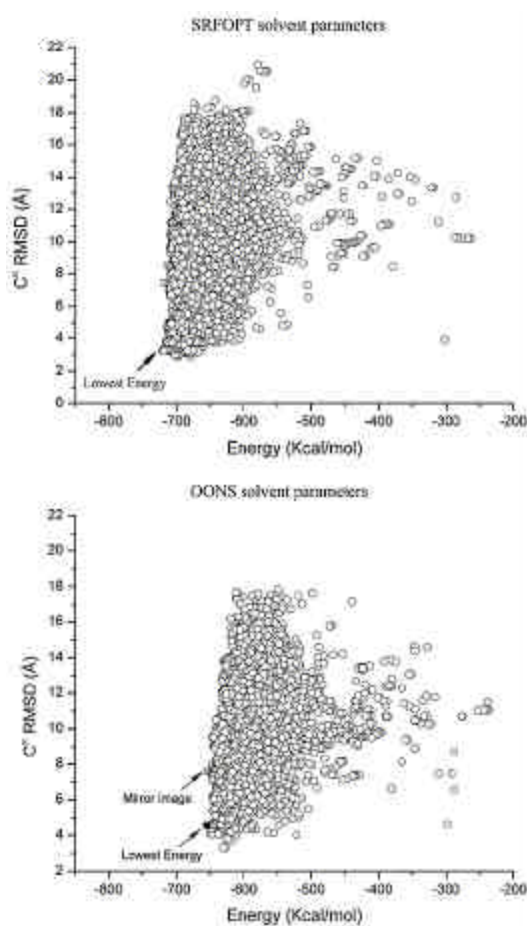 SRFOPT solvent parameters
22
20
18
16
14
12
10
8
6
4
2
0
Cα RMSD (Å)
Lowest Energy
-800 -700 -600 -500 -400 -300 -200
Energy (Kcal/mol)
OONS solvent parameters
22
20
18
16
14
12
10
8
6
4
2
Cα RMSD (Å)
Mirror image
Lowest Energy
-800 -700 -600 -500 -400 -300 -200
Energy (Kcal/mol)